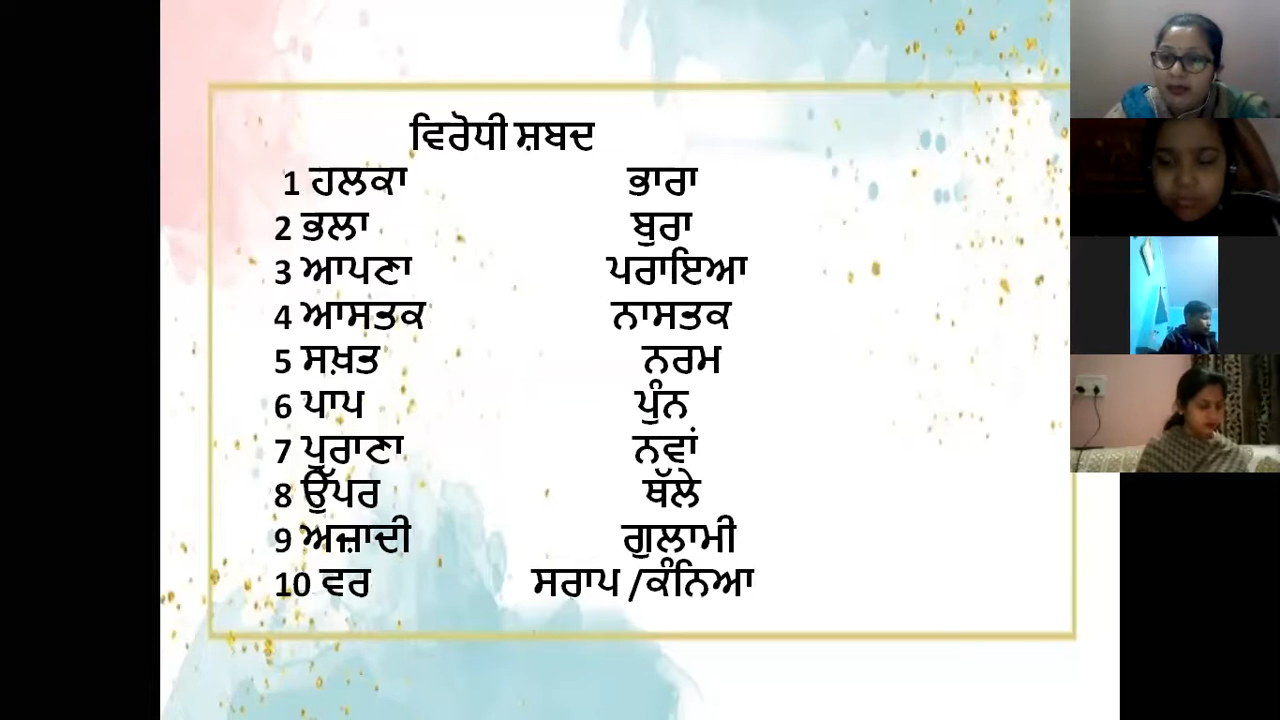 ਵਿਰੋਧੀ ਸ਼ਬਦ
1 ਹਲਕਾ ਭਾਰਾ
2 ਭਲਾ ਬੁਰਾ
3 ਆਪਣਾ ਪਰਾਇਆ
4 ਆਸਤਕ ਨਾਸਤਕ
5 ਸਖ਼ਤ ਨਰਮ
6 ਪਾਪ ਪੁੰਨ
7 ਪੁਰਾਣਾ ਨਵਾਂ
8 ਉੱਪਰ ਥੱਲੇ
9 ਅਜ਼ਾਦੀ ਗੁਲਾਮੀ
10 ਵਰ ਸਰਾਪ /ਕੰਨਿਆ